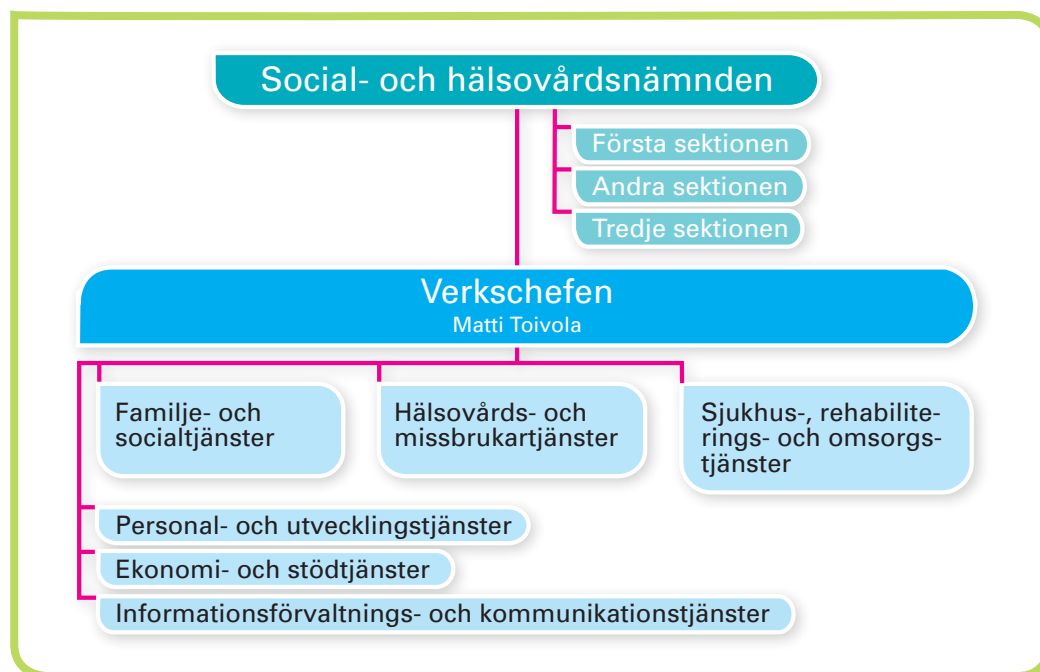 Social- och hälsovårdsnämnden
Första sektionen
Andra sektionen
Tredje sektionen
Verkschefen
Matti Toivola
Familje- och
socialtjänster
Hälsovårds- och
missbrukartjänster
Sjukhus-, rehabilite-
rings- och omsorgs-
tjänster
Personal- och utvecklingstjänster
Ekonomi- och stödtjänster
Informationsförvaltnings- och kommunikationstjänster